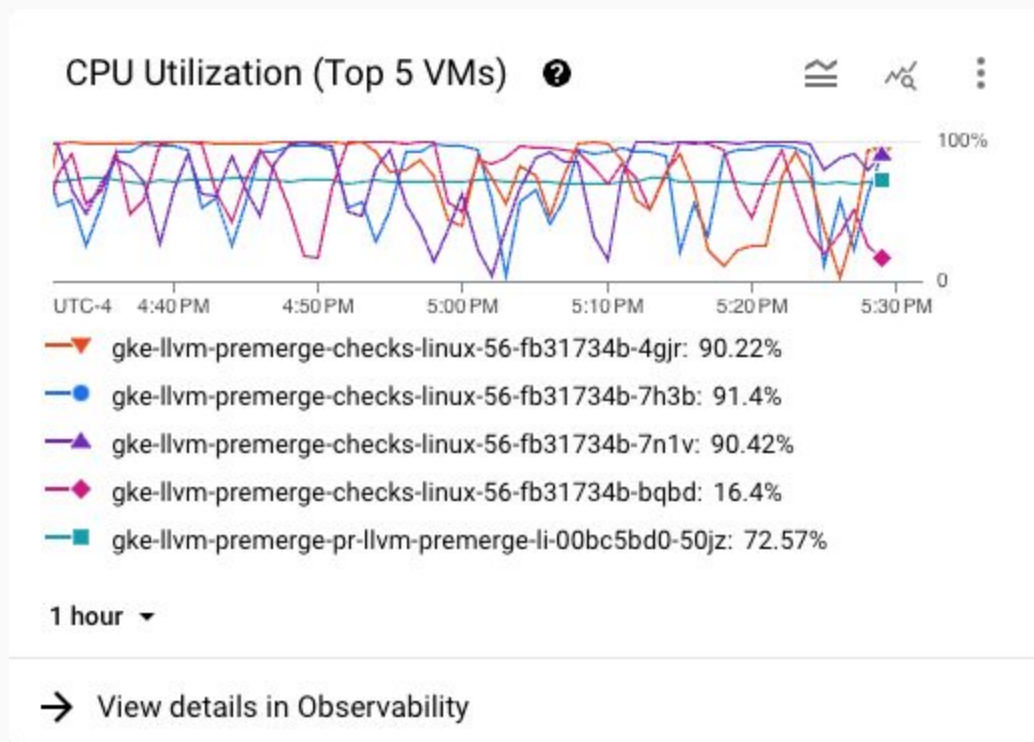 CPU Utilization (Top 5 VMs) ?
100%
0
UTC-4 4:40 PM 4:50 PM 5:00 PM 5:10 PM 5:20 PM 5:30 PM
gke-llvm-premerge-checks-linux-56-fb31734b-4gjr: 90.22%
gke-llvm-premerge-checks-linux-56-fb31734b-7h3b: 91.4%
gke-llvm-premerge-checks-linux-56-fb31734b-7n1v: 90.42%
gke-llvm-premerge-checks-linux-56-fb31734b-bqbd: 16.4%
gke-llvm-premerge-pr-llvm-premerge-li-00bc5bd0-50jz: 72.57%
1 hour
View details in Observability